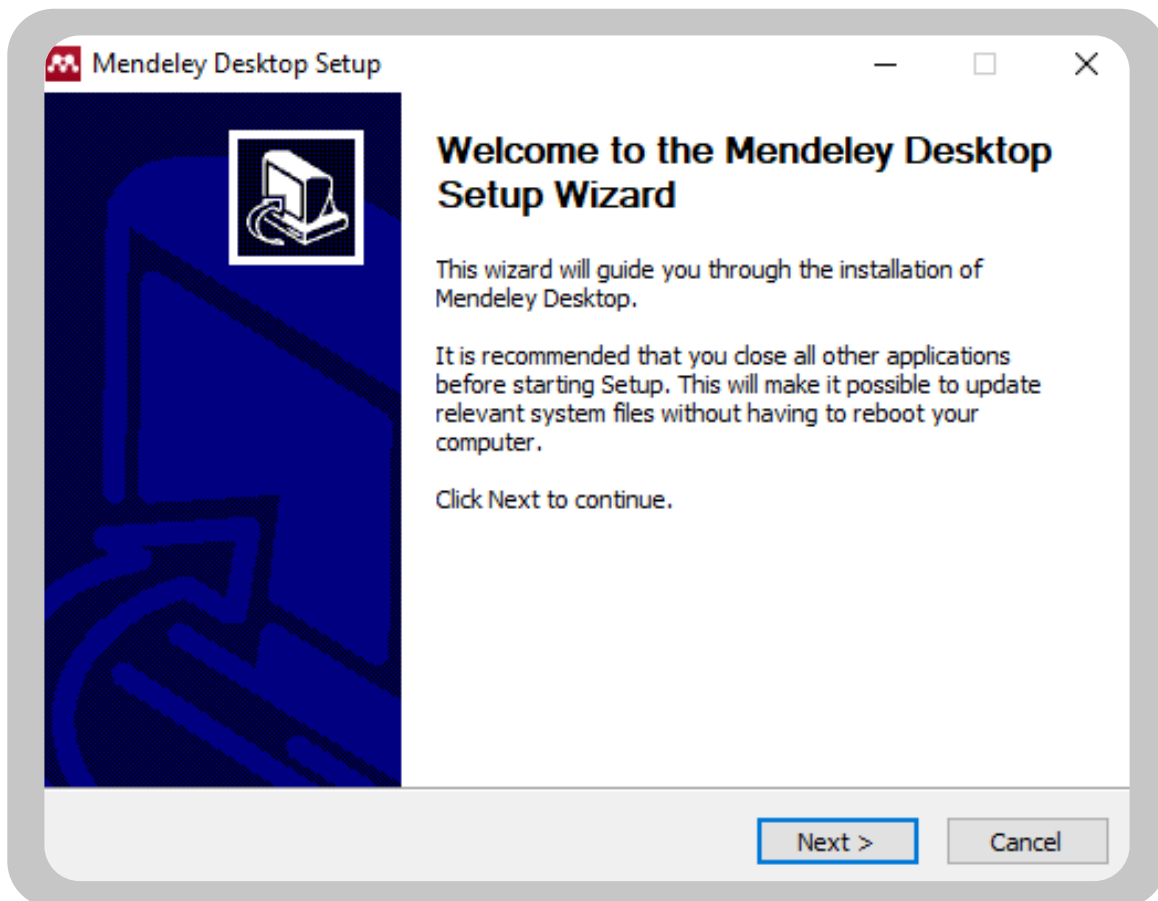 Mendeley Desktop Setup
Welcome to the Mendeley Desktop
Setup Wizard
This wizard will guide you through the installation of
Mendeley Desktop.
It is recommended that you close all other applications
before starting Setup. This will make it possible to update
relevant system files without having to reboot your
computer.
Click Next to continue.
Next >
Cancel